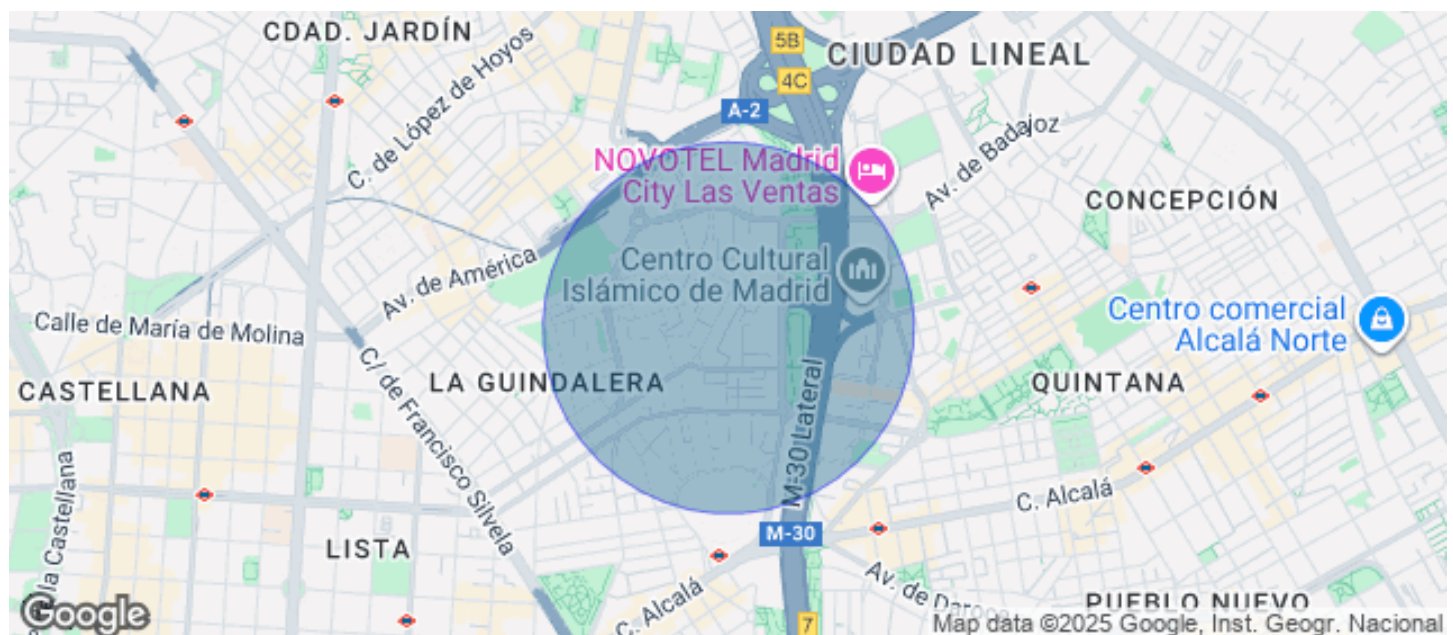 CDAD. JARDÍN
5B
CIUDAD LINEAL
4C
C. de López de Hoyos
A-2
Av. de Badajoz
NOVOTEL Madrid
City Las Ventas
CONCEPCIÓN
Av. de América
Centro Cultural
Islámico de Madrid
Calle de María de Molina
Centro comercial
Alcalá Norte
CASTELLANA
LA GUINDALERA
QUINTANA
C/ de Francisco Silvela
M-30 Lateral
la Castellana
C. Alcalá
LISTA
M-30
Av. de Daroca
C. Alcalá
PUEBLO NUEVO
7
Google
Map data ©2025 Google, Inst. Geogr. Nacional